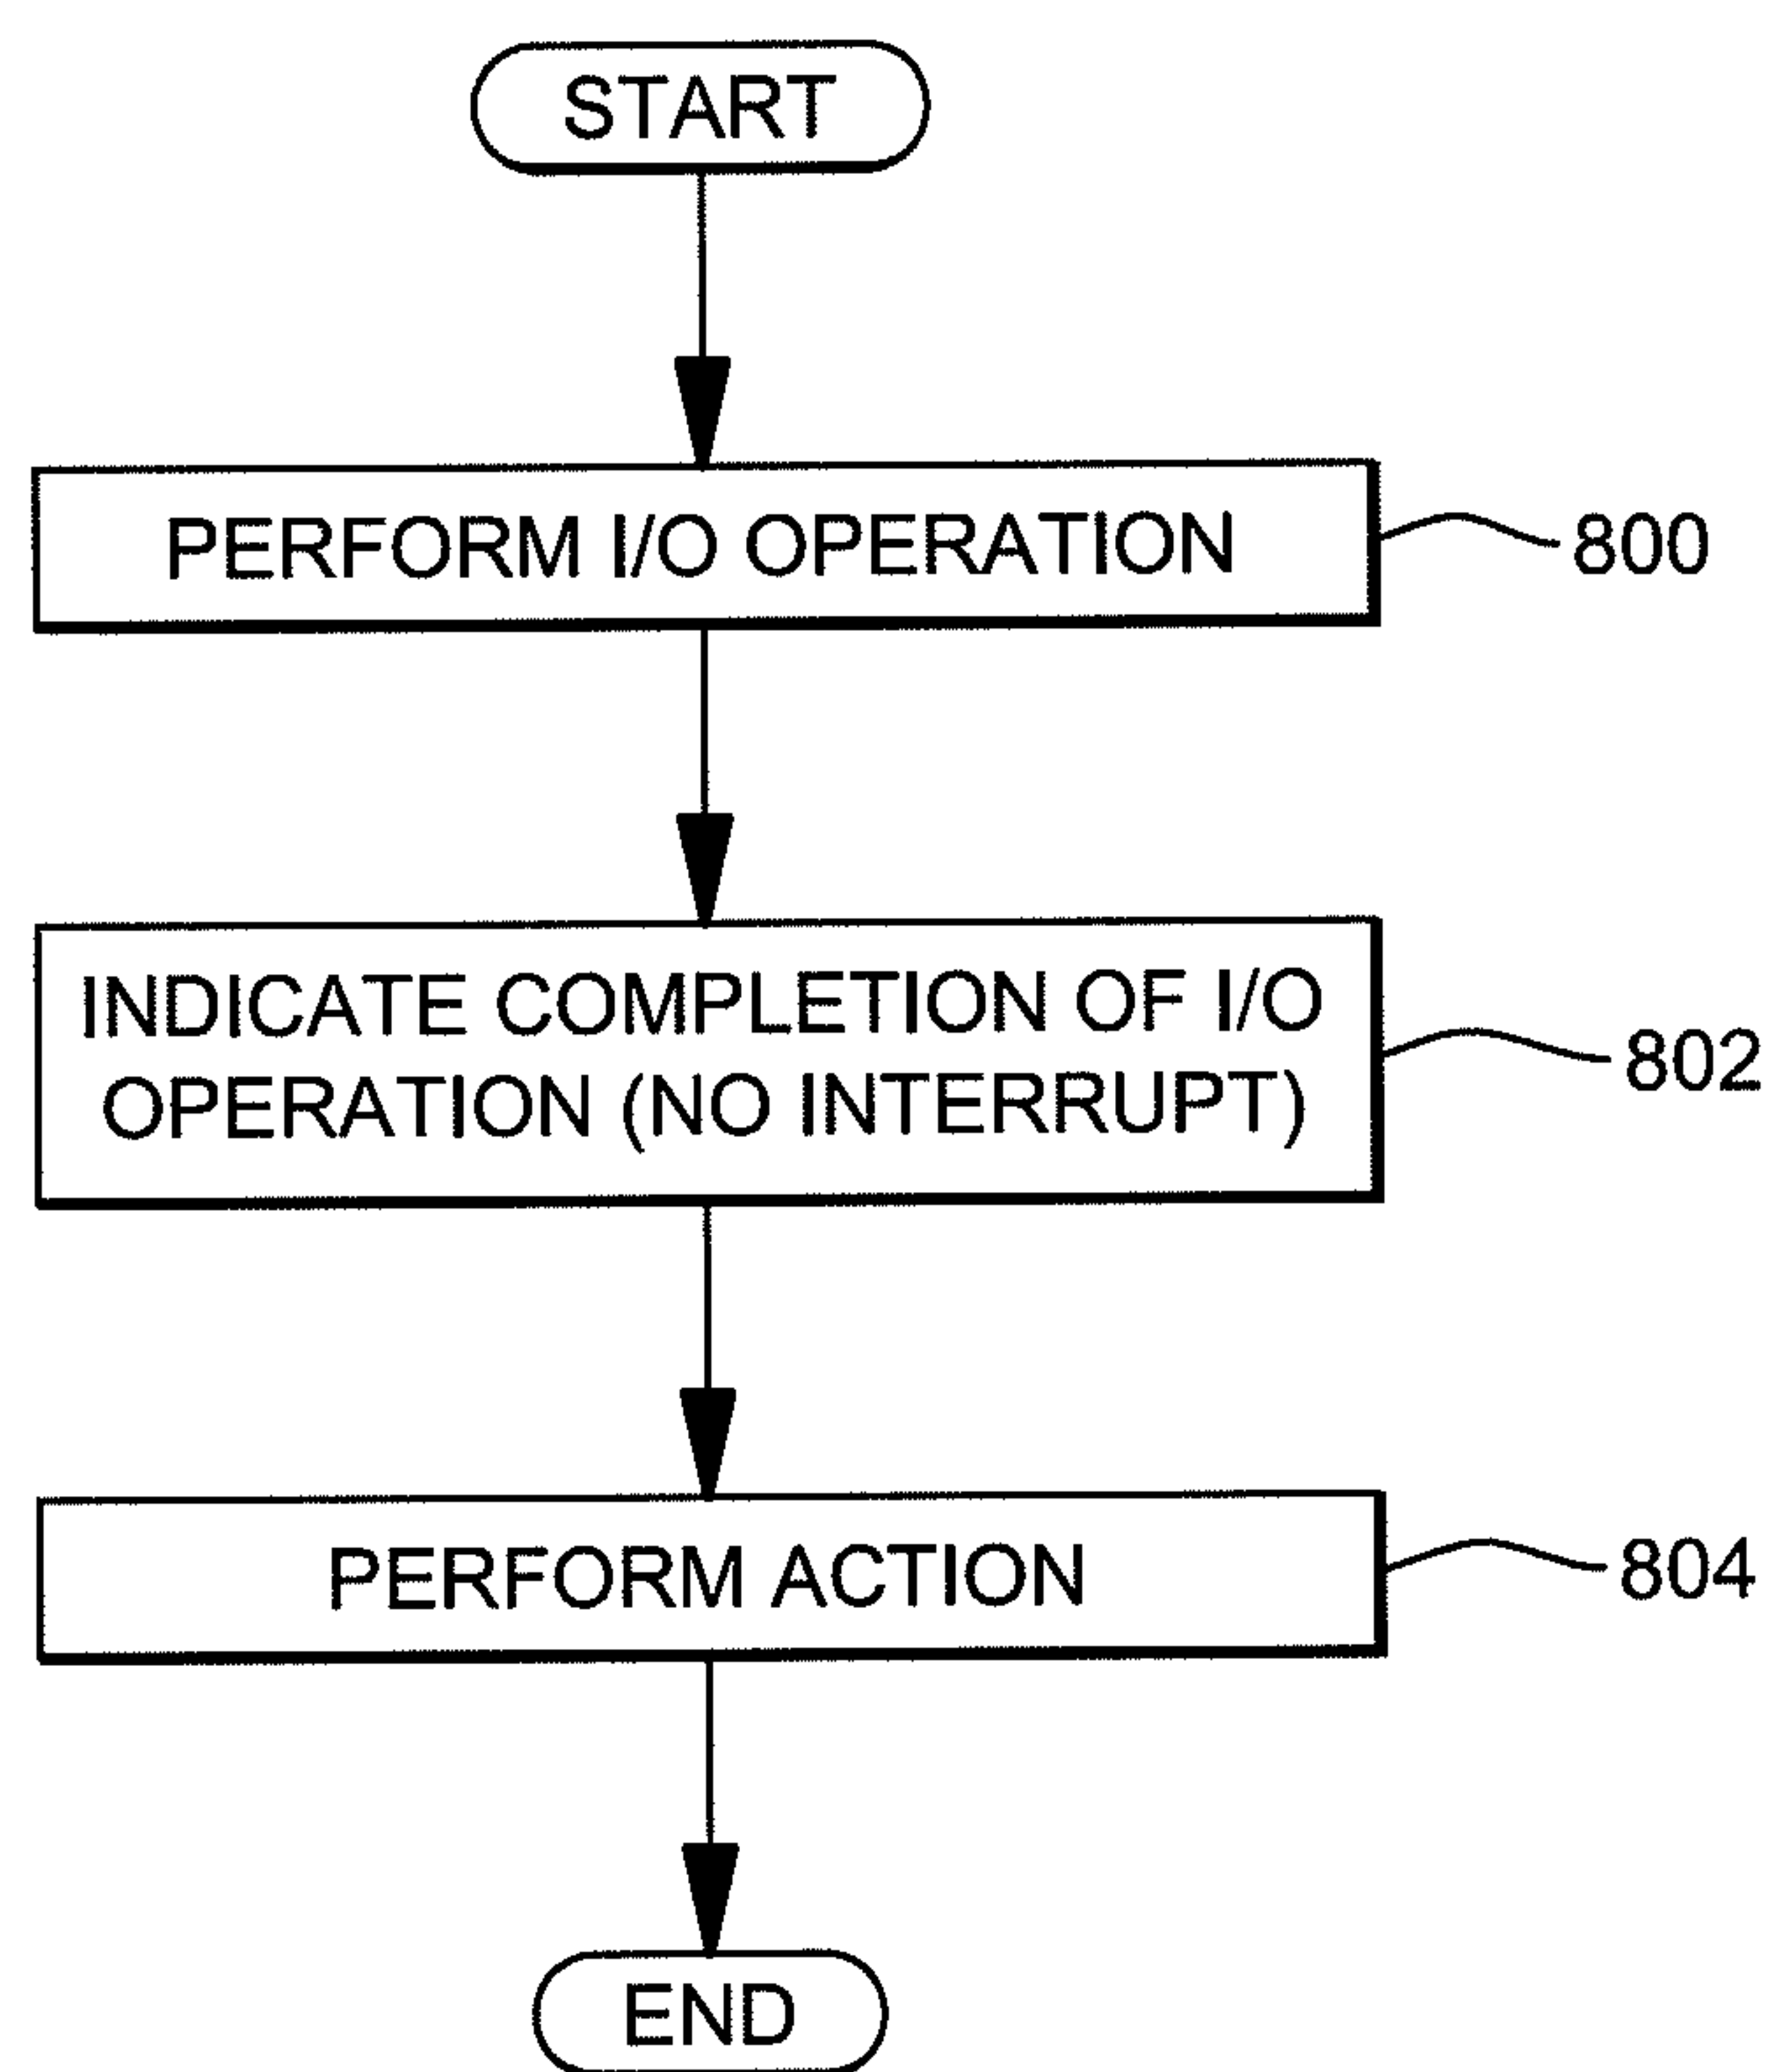 START
PERFORM I/O OPERATION
800
INDICATE COMPLETION OF I/O
OPERATION (NO INTERRUPT)
802
PERFORM ACTION
804
END